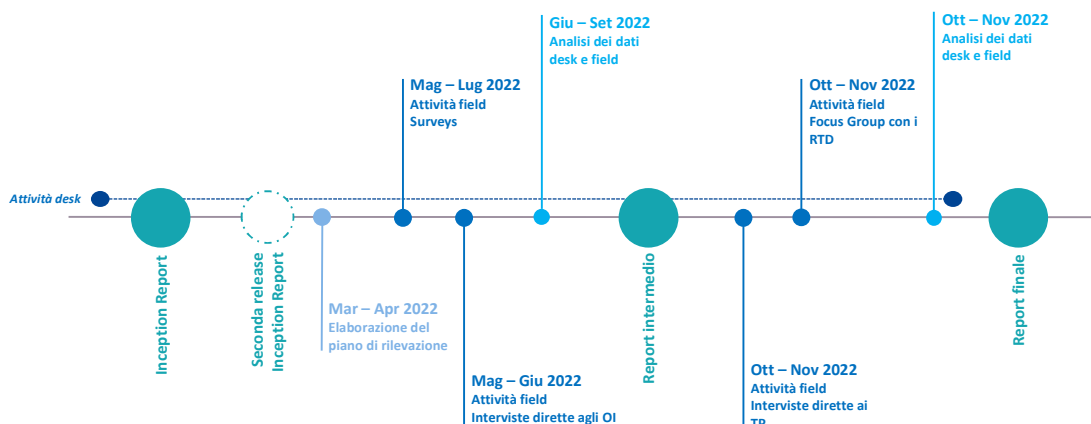 Giu – Set 2022
Analisi dei dati
desk e field
Ott – Nov 2022
Analisi dei dati
desk e field
Mag – Lug 2022
Attività field
Surveys
Ott – Nov 2022
Attività field
Focus Group con i
RTD
Attività desk
Inception Report
Seconda release
Inception Report
Mar – Apr 2022
Elaborazione del
piano di rilevazione
Mag – Giu 2022
Attività field
Interviste dirette agli OI
Report intermedio
Ott – Nov 2022
Attività field
Interviste dirette ai
Report finale